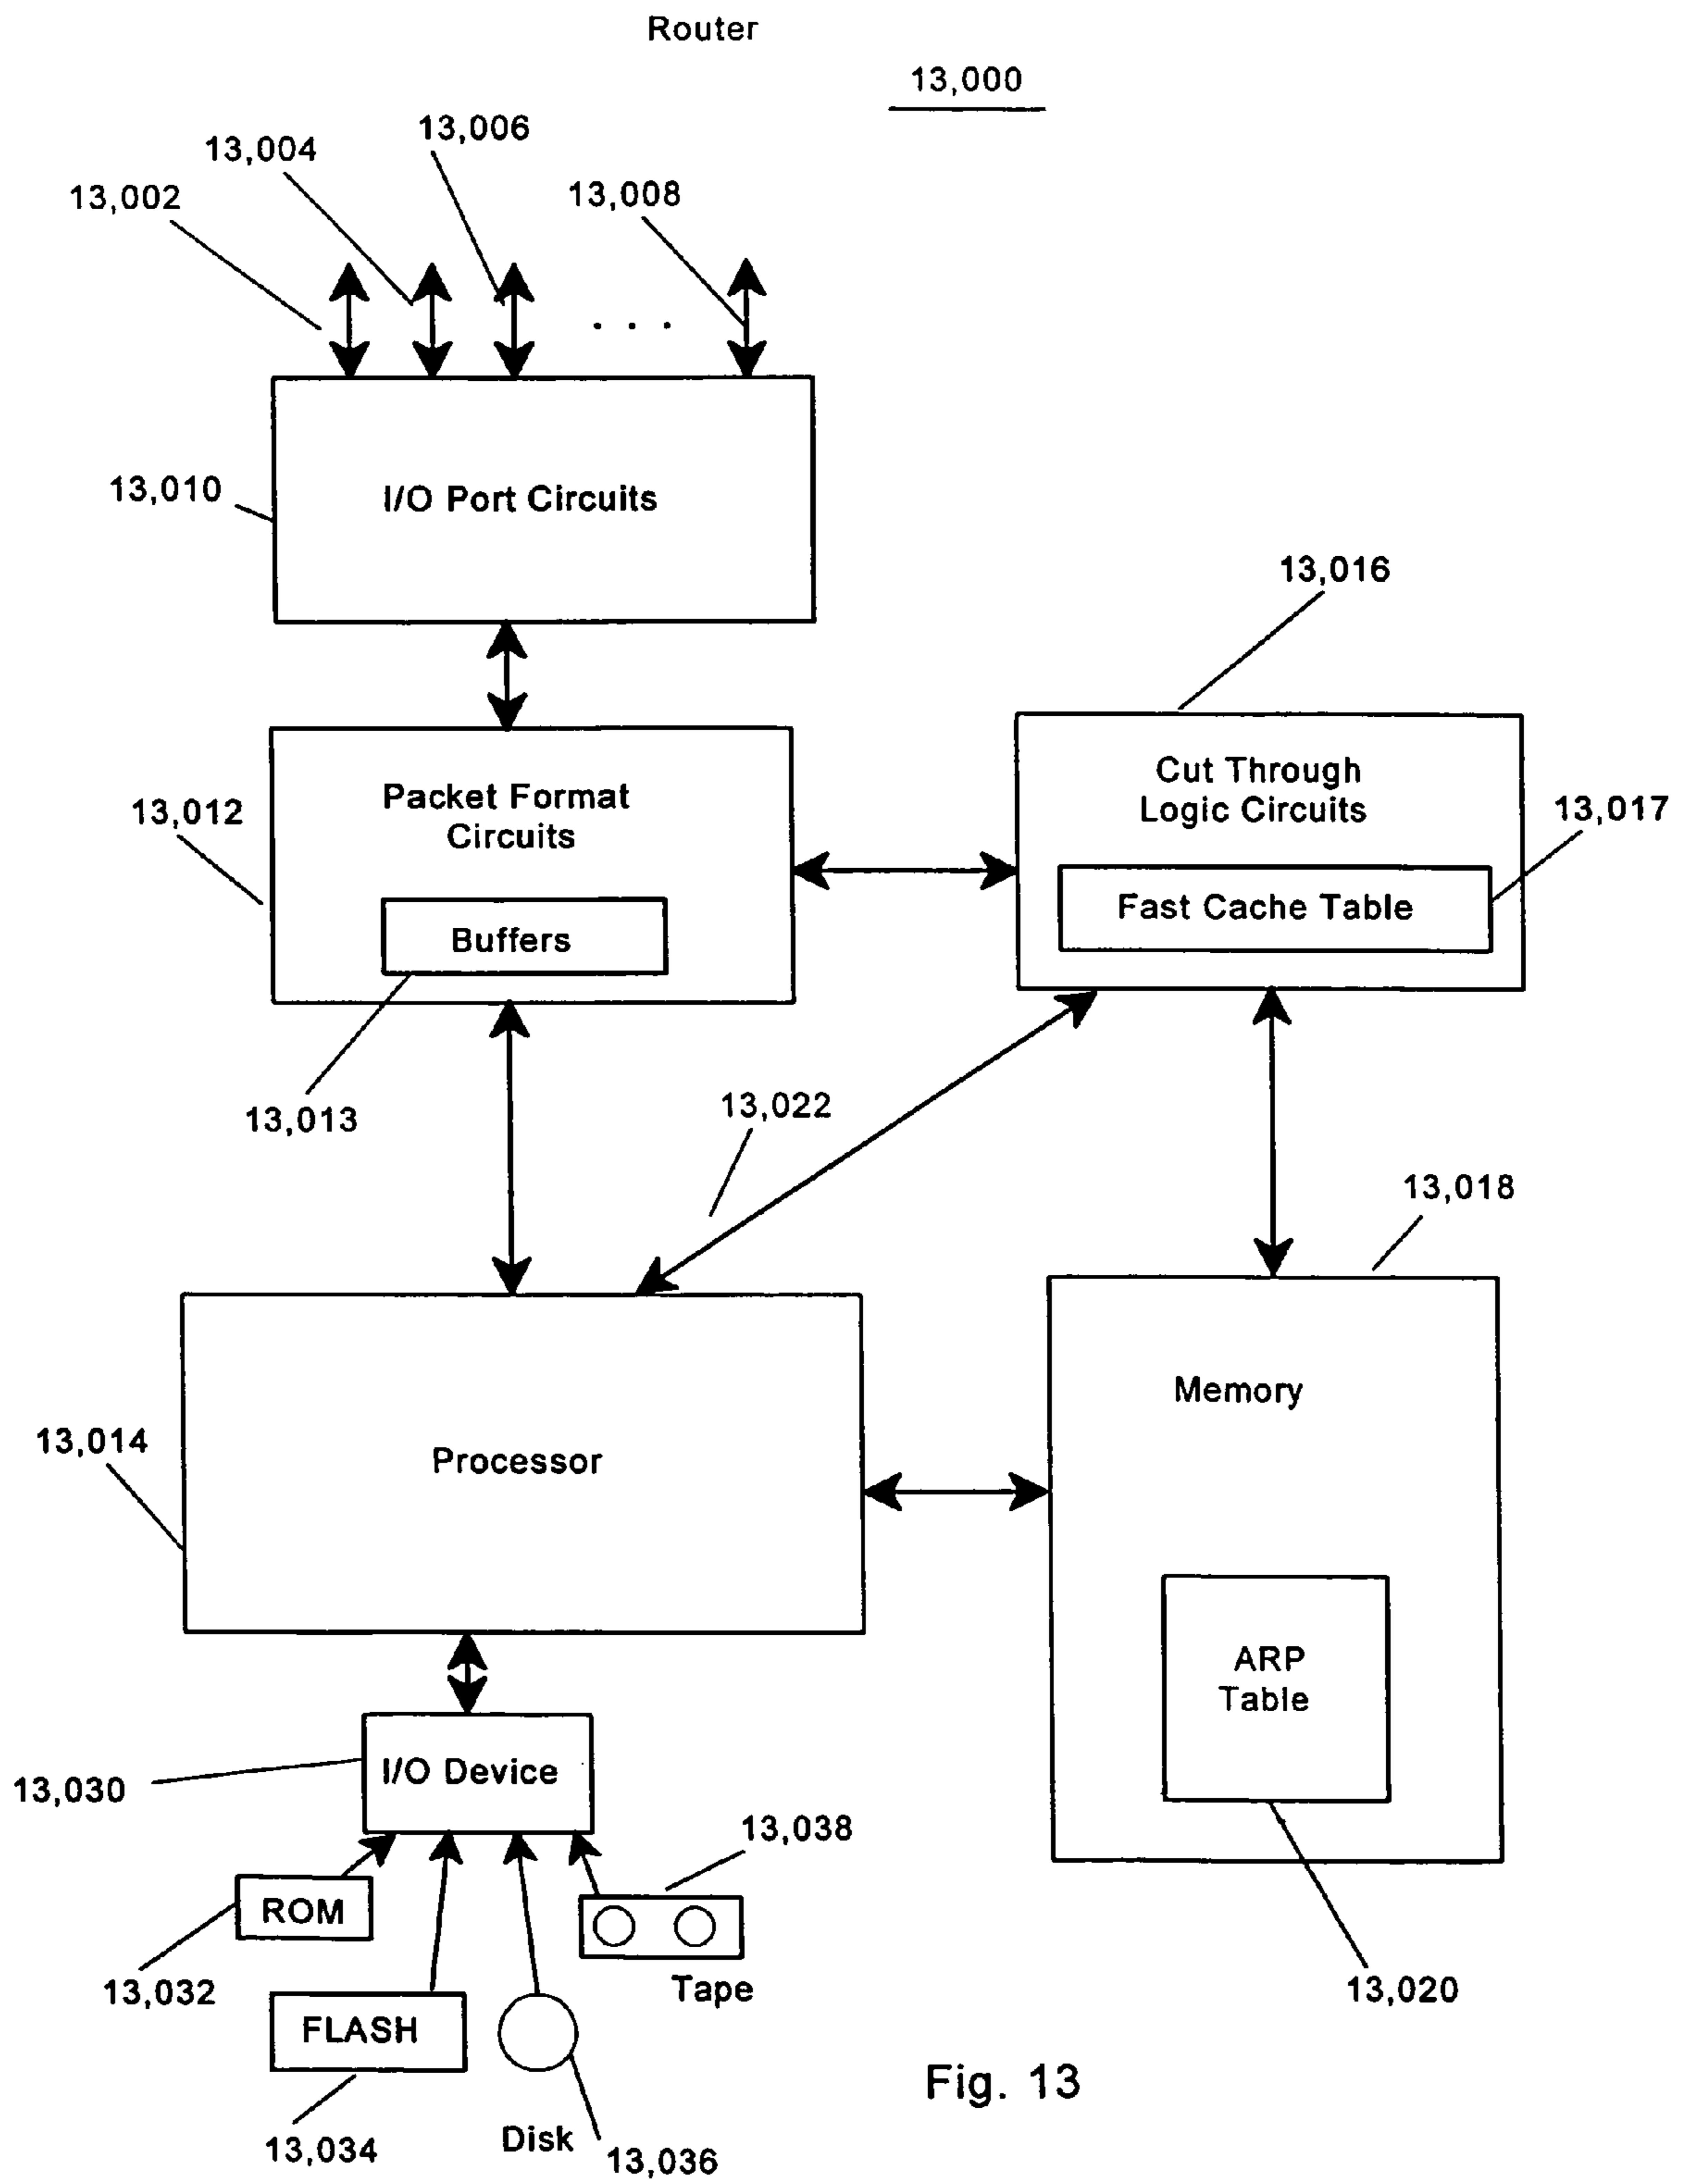 Router
13,000
13,006
13,004
13,002
13,008
. . .
13,010
I/O Port Circuits
13,016
Packet Format
Circuits
Cut Through
Logic Circuits
13,012
13,017
Fast Cache Table
Buffers
13,013
13,022
13,018
Memory
13,014
Processor
ARP
Table
13,030
I/O Device
13,038
ROM
13,032
Tape
13,020
FLASH
Fig. 13
13,034
Disk
13,036